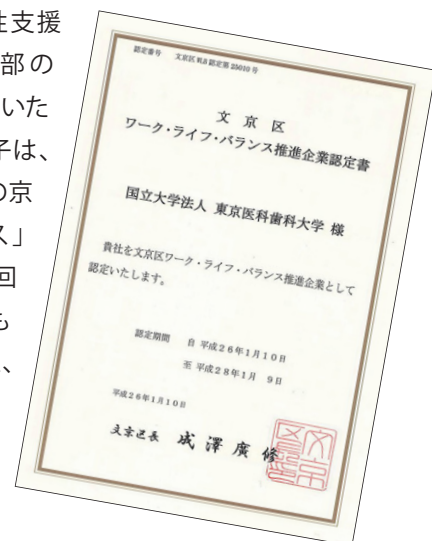 性支援
部の
いた
子は、
の京
ス」
回
も
、
認定番号 文京区WLB認定第25010号
文京区
ワーク・ライフ・バランス推進企業認定書
国立大学法人 東京医科歯科大学 様
貴社を文京区ワーク・ライフ・バランス推進企業として
認定いたします。
認定期間 自 平成26年1月10日
至 平成28年1月 9日
平成26年1月10日
文京区長 成澤廣修